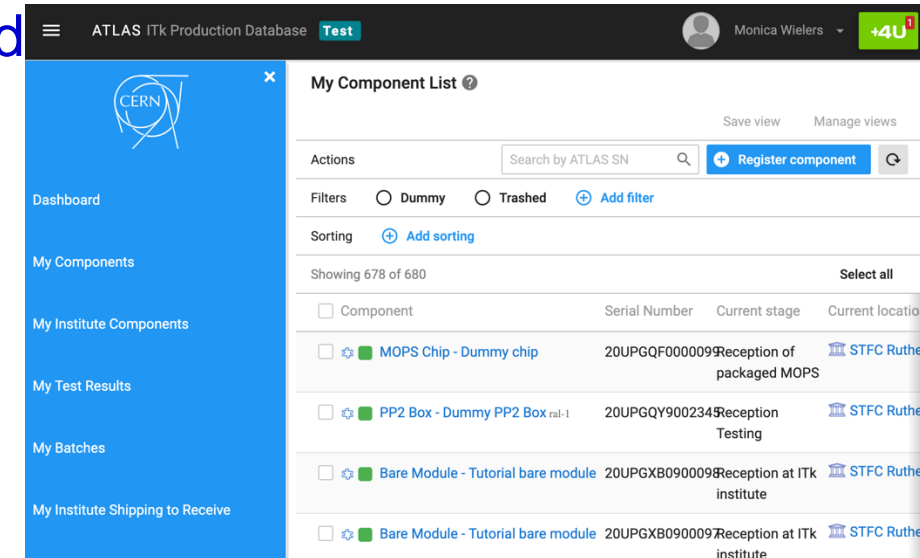 d
ATLAS ITk Production Database Test
Monica Wielers
+4U 1
CERN
Dashboard
My Components
My Institute Components
My Test Results
My Batches
My Institute Shipping to Receive
My Component List
Save view Manage views
Actions Search by ATLAS SN Register component
Filters Dummy Trashed Add filter
Sorting Add sorting
Showing 678 of 680 Select all
Component Serial Number Current stage Current locatio
MOPS Chip - Dummy chip 20UPGQF0000099 Reception of
packaged MOPS
STFC Ruthe
PP2 Box - Dummy PP2 Box ral-1 20UPGQY9002345 Reception
Testing
STFC Ruthe
Bare Module - Tutorial bare module 20UPGXB0900098 Reception at ITk
institute
STFC Ruthe
Bare Module - Tutorial bare module 20UPGXB0900097 Reception at ITk
institute
STFC Ruthe